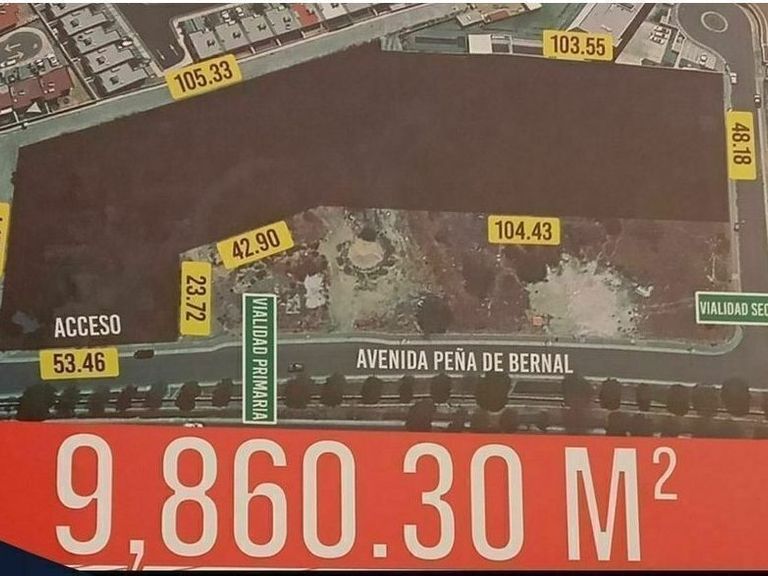 103.55
105.33
48.18
42.90
104.43
23.72
ACCESO
53.46
VIALIDAD PRIMARIA
VIALIDAD
AVENIDA PEÑA DE BERNAL
9,860.30 M²